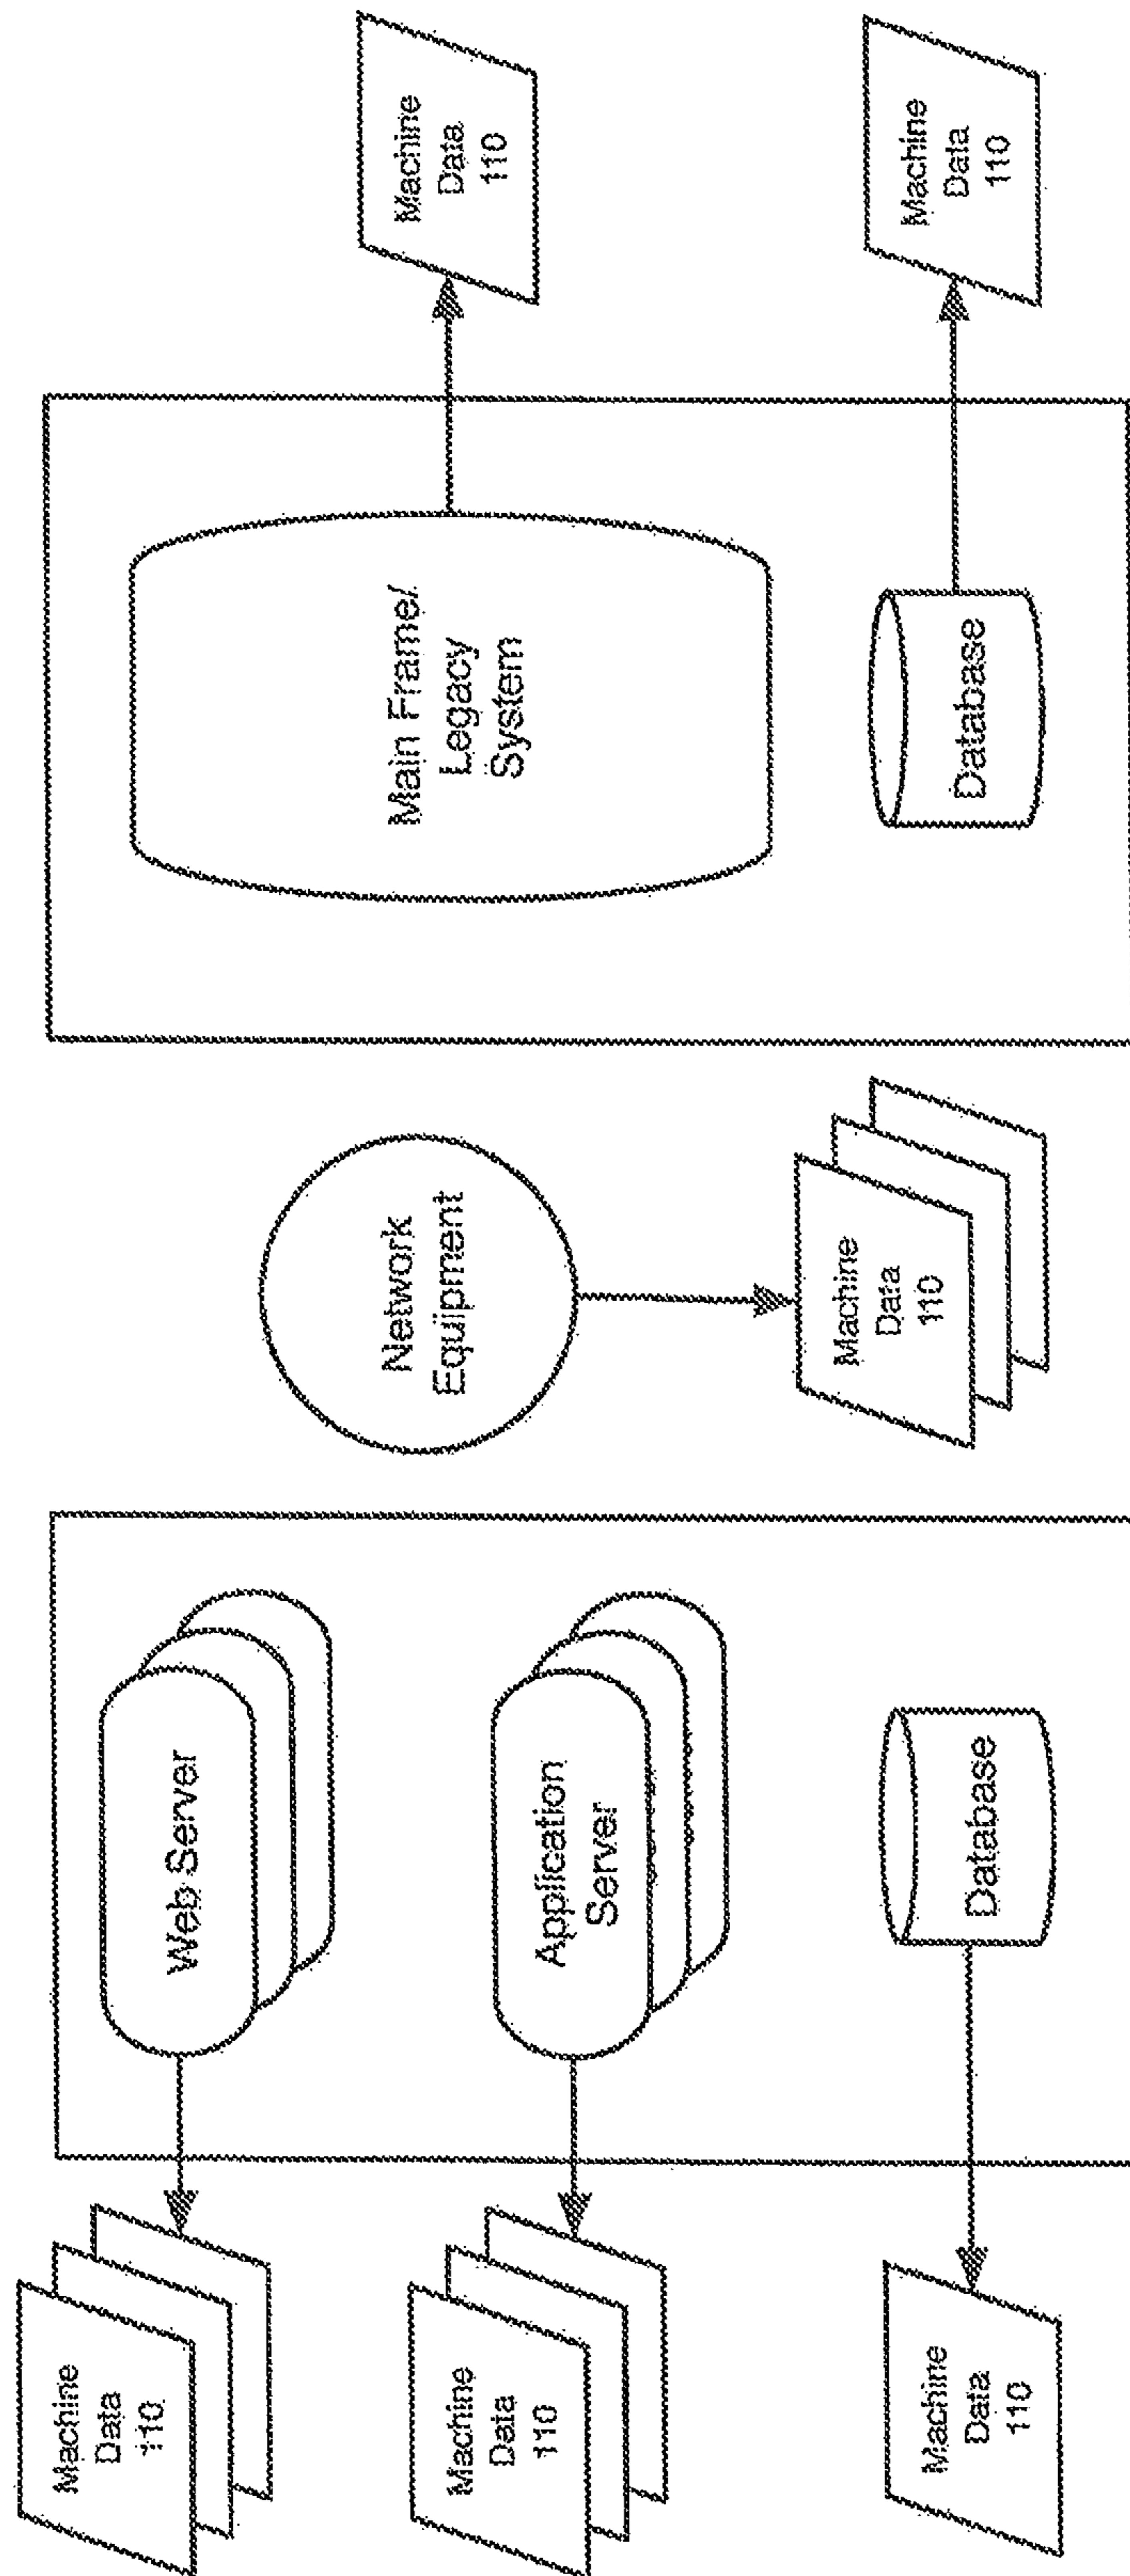 Machine
Data
110
Web Server
Machine
Data
110
Application
Server
Machine
Data
110
Database
Network
Equipment
Machine
Data
110
Main Frame/
Legacy
System
Machine
Data
110
Database
Machine
Data
110